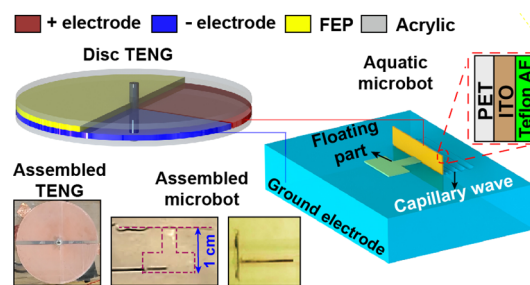 + electrode
- electrode
FEP
Acrylic
Disc TENG
Aquatic
microbot
PET
ITO
Teflon AF
Floating
part
Capillary wave
Ground electrode
Assembled
TENG
Assembled
microbot
1 cm